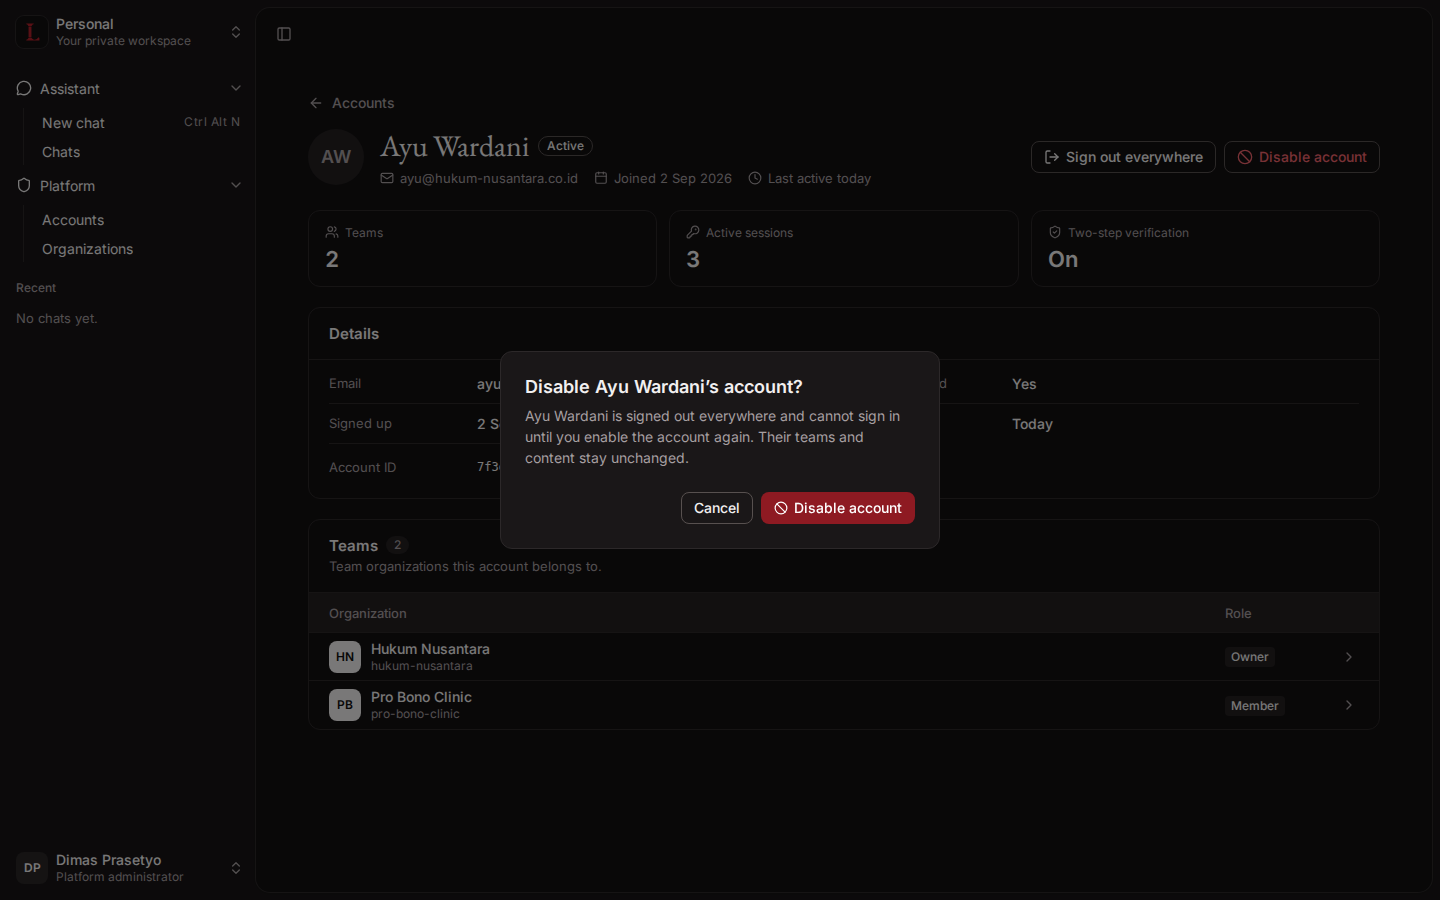 L
Personal
Your private workspace
Assistant
New chat
Ctrl Alt N
Chats
Platform
Accounts
Organizations
Recent
No chats yet.
DP
Dimas Prasetyo
Platform administrator
Accounts
AW
Ayu Wardani
Active
ayu@hukum-nusantara.co.id
Joined 2 Sep 2026
Last active today
Sign out everywhere
Disable account
Teams
2
Active sessions
3
Two-step verification
On
Details
Email
ayu
d
Yes
Signed up
2 S
Today
Account ID
7f3
Disable Ayu Wardani’s account?
Ayu Wardani is signed out everywhere and cannot sign in
until you enable the account again. Their teams and
content stay unchanged.
Cancel
Disable account
Teams
2
Team organizations this account belongs to.
Organization
Role
HN
Hukum Nusantara
hukum-nusantara
Owner
PB
Pro Bono Clinic
pro-bono-clinic
Member